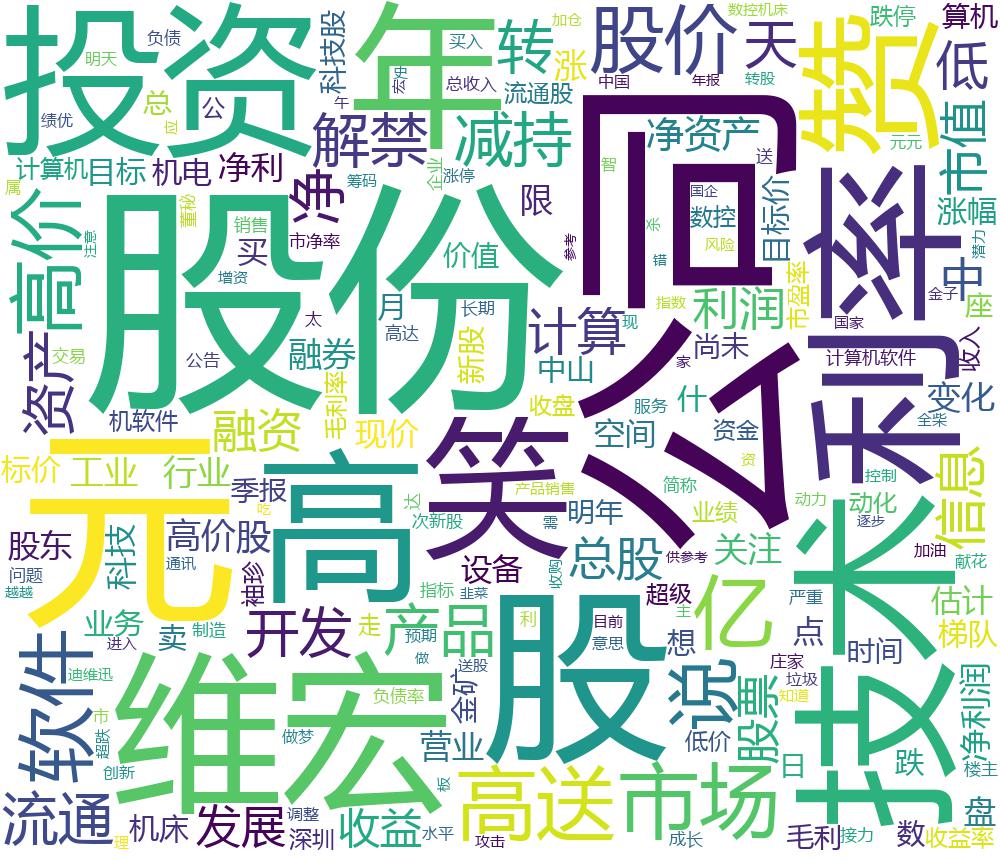 投资
负债
明天
绩优
总
应
公
科技股
年
转
买入
总收入
宏史
午
加仓
涨
流通股
股价
中国
年报
天
数控机床
转股
赞
跌停
算机
低
元元
解禁
减持
净资产
市值
计算机
目标
机电
净利
净
筹码
企业
涨停
限
公司
智
送
国企
数控
杀
错
风险
目标价
率
涨幅
潜力
中
属
高价
注意
董秘
销售
买
增资
市净率
股份
价值
参考
月
长期
高达
太
指数
现
利润
市盈率
金子
国家
座
资产
交易
公告
融券
新股
计算
家
尚未
利
计算机软件
收入
中山
机软件
融资
毛利率
现价
收盘
服务
什
空间
资金
变化
全柴
元
标价
工业
行业
高
笑
产品销售
简称
资
控制
信息
季报
达
次新股
需
明年
业绩
动力
动化
逐步
股东
科技
高价股
吃
通讯
袖珍
设备
总股
供参考
关注
技术
加油
献花
问题
越越
指标
韭菜
收购
超级
亿
严重
估计
业务
卖
制造
开发
走
产品
预期
做
股
利
目前
意思
主
想
点
梯队
进入
时间
软件
迪维迅
维宏
负债率
送股
金矿
说
庄家
垃圾
知道
股票
净利润
市
超跌
创新
做梦
营业
低价
日
跌
楼主
流通
理
机床
发展
调整
深圳
收益
水平
板
高送
攻击
市场
成长
毛利
接力
数
盘
收益率